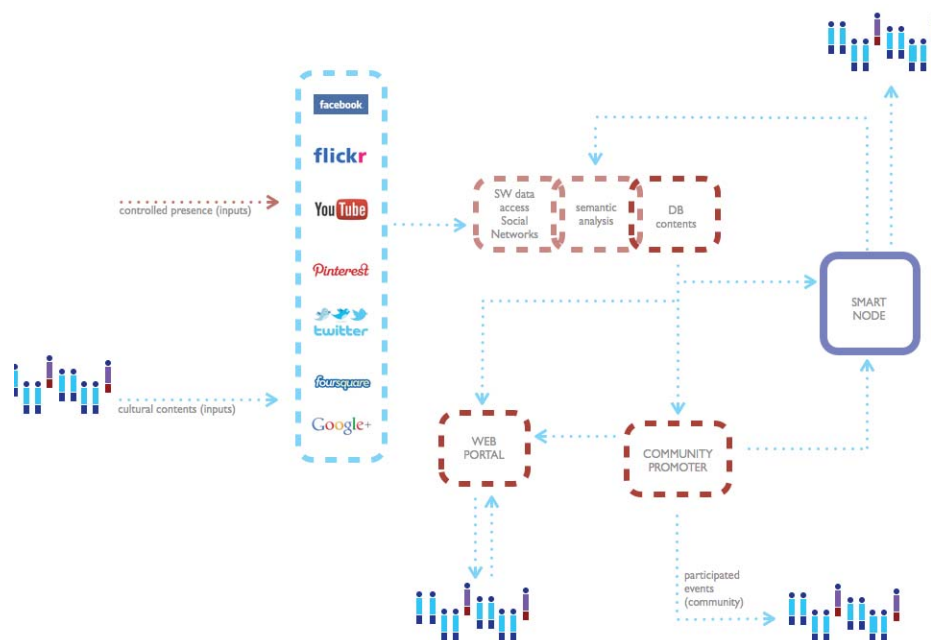 facebook
flickr
YouTube
Pinterest
twitter
foursquare
Google+
controlled presence (inputs)
cultural contents (inputs)
SW data
access
Social
Networks
semantic
analysis
DB
contents
SMART
NODE
WEB
PORTAL
COMMUNITY
PROMOTER
participated
events
(community)